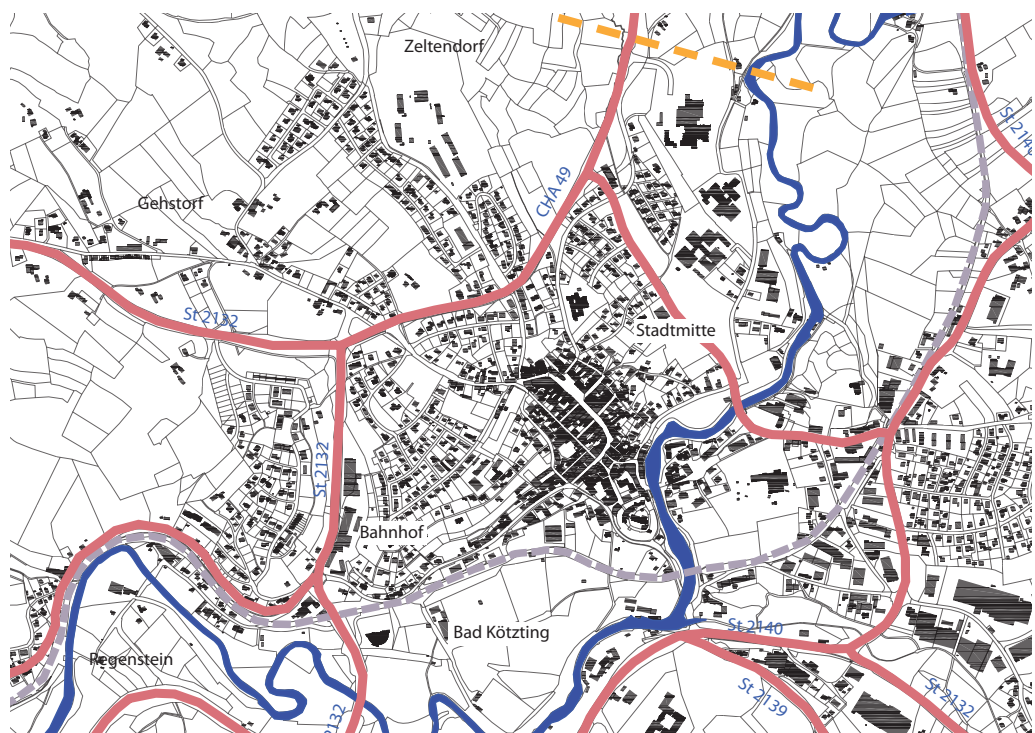 Zeltendorf
St 2140
CHA 49
Gehstorf
St 2132
Stadtmitte
St 2132
Bahnhof
Bad Kötzting
St 2140
Regenstein
St 2139
St 2132
2132